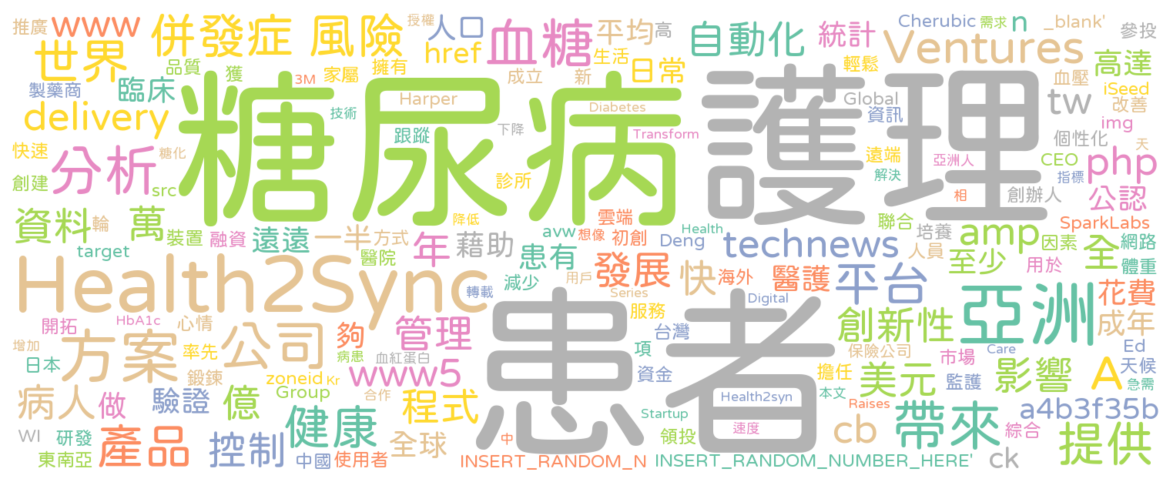 推廣
www
併發症
風險
授權
人口
血糖
平均
高
自動化
統計
Cherubic
需求
n
_blank'
參投
世界
品質
獲
家屬
擁有
href
生活
日常
成立
新
輕鬆
Ventures
血壓
高達
製藥商
臨床
3M
技術
Harper
Diabetes
Global
資訊
tw
iSeed
改善
delivery
糖尿病
護理
跟蹤
下降
Transform
img
個性化
快速
糖化
分析
創建
src
診所
遠端
解決
亞洲人
CEO
指標
php
天
資料
輪
萬
裝置
融資
target
遠遠
一半
方式
醫院
年
藉助
降低
avw
雲端
想像
初創
Health
Deng
患有
相
創辦人
公認
聯合
培養
SparkLabs
technews
人員
amp
因素
至少
全
網路
體重
用於
Health2Sync
轉載
減少
用戶
Series
發展
快
海外
醫護
平台
Digital
亞洲
花費
開拓
HbA1c
心情
方案
公司
夠
管理
患者
服務
台灣
創新性
成年
增加
日本
率先
鍛鍊
病患
血紅蛋白
www5
項
資金
保險公司
市場
Care
Ed
天候
急需
zoneid
Kr
Group
合作
Health2syn
擔任
本文
美元
監護
影響
A
病人
做
驗證
億
程式
Startup
Raises
a4b3f35b
WI
研發
產品
控制
健康
全球
領投
速度
cb
帶來
綜合
提供
東南亞
中國
使用者
中
INSERT_RANDOM_N
INSERT_RANDOM_NUMBER_HERE'
ck